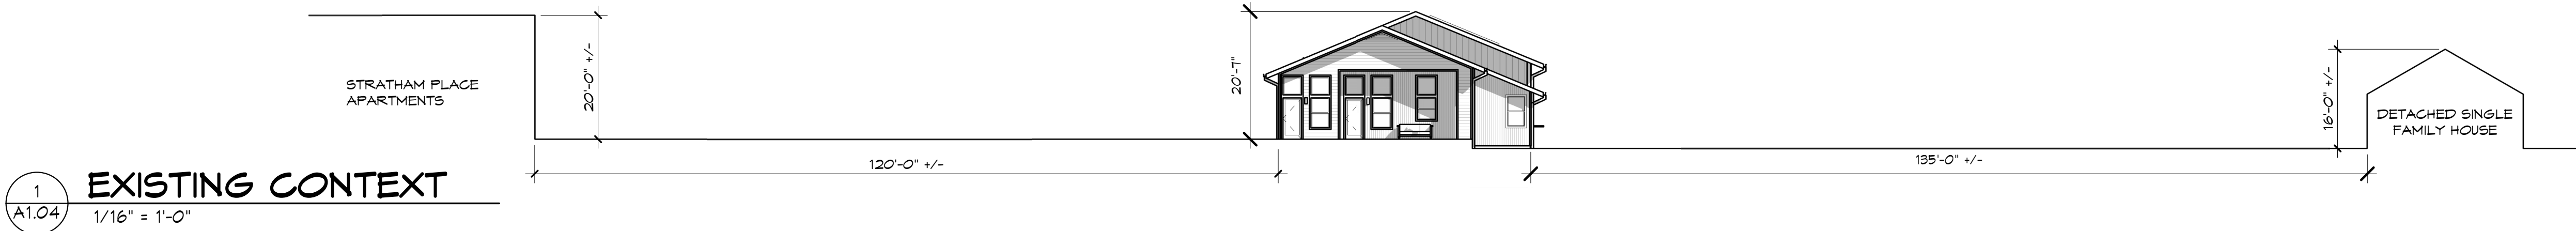 STRATHAM PLACE
APARTMENTS
20'-0" +/-
120'-0" +/-
20'-7"
135'-0" +/-
16'-0" +/-
DETACHED SINGLE
FAMILY HOUSE
1
A1.04
EXISTING CONTEXT
1/16" = 1'-0"